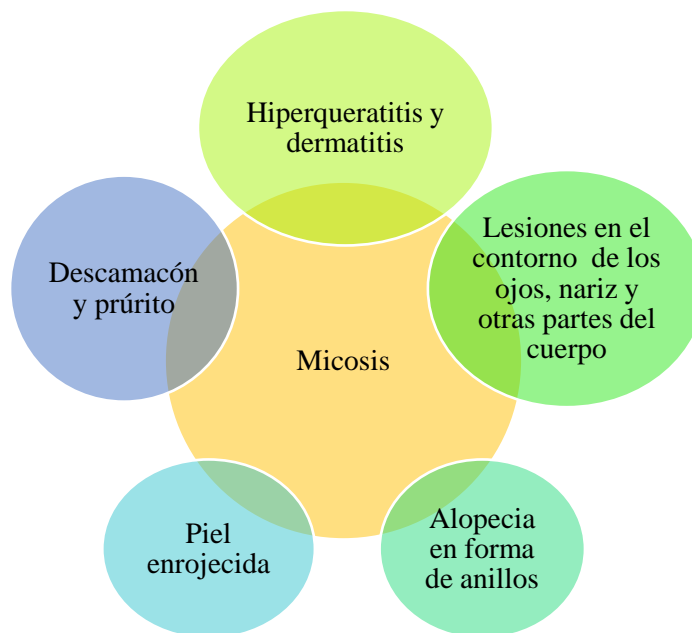 Hiperqueratitis y
dermatitis
Lesiones en el
contorno de los
ojos, nariz y
otras partes del
cuerpo
Descamacón
y prúrito
Micosis
Alopecia
en forma
de anillos
Piel
enrojecida